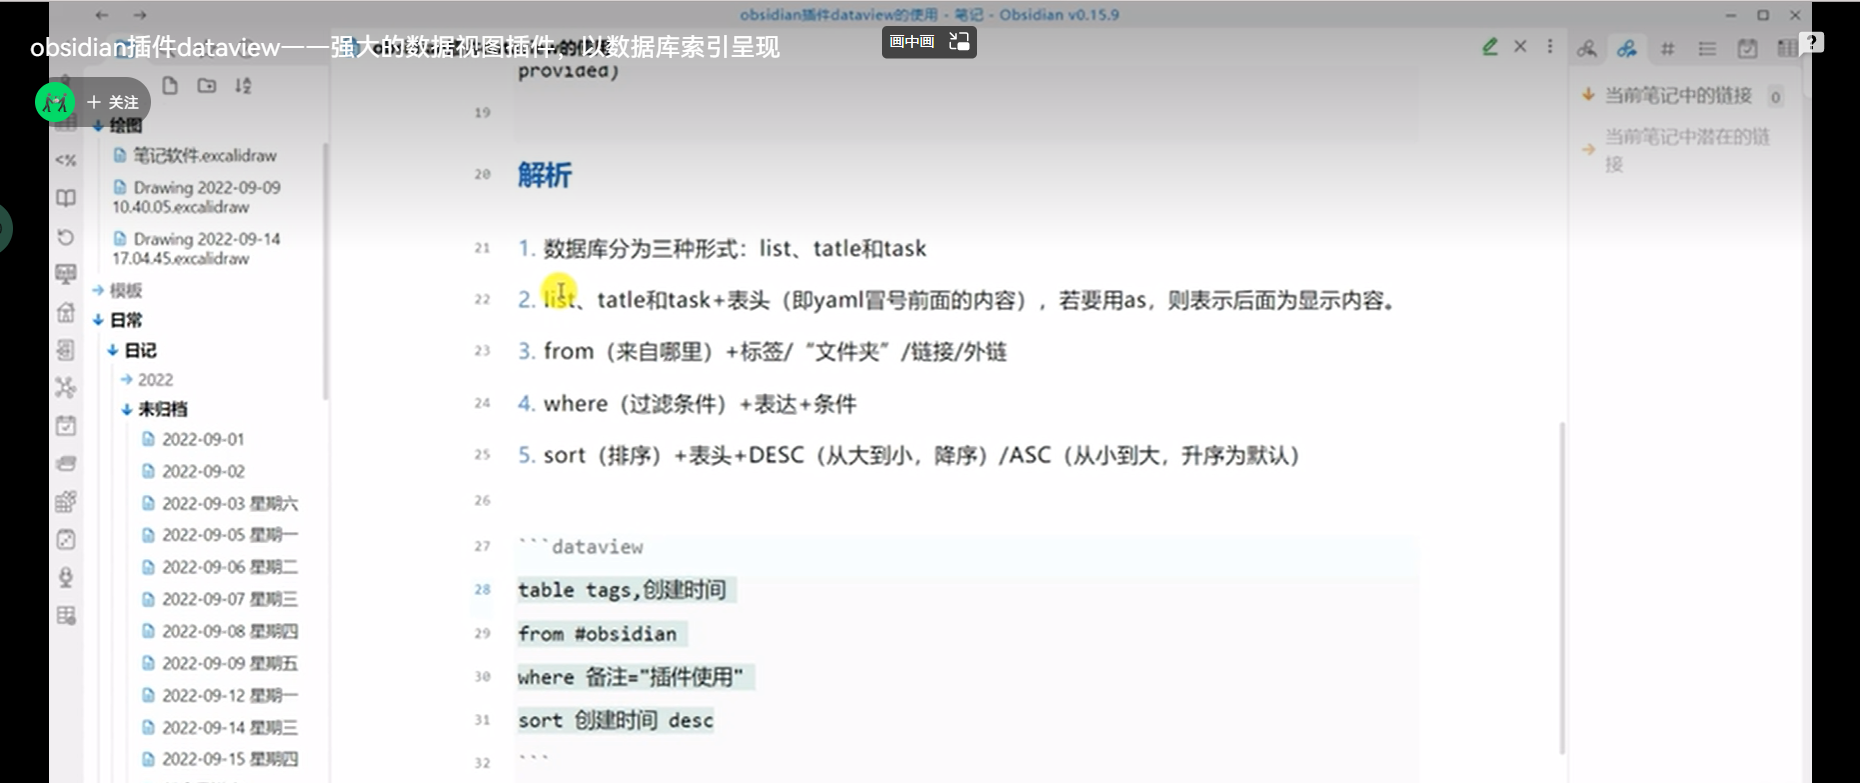 obsidian插件dataview的使用 - 笔记 - Obsidian v0.15.9
obsidian插件dataview——强大的数据视图插件，以数据库索引呈现
画中画
关注
绘图
笔记软件.excalidraw
Drawing 2022-09-09
10.40.05.excalidraw
Drawing 2022-09-14
17.04.45.excalidraw
模板
日常
日记
2022
未归档
2022-09-01
2022-09-02
2022-09-03 星期六
2022-09-05 星期一
2022-09-06 星期二
2022-09-07 星期三
2022-09-08 星期四
2022-09-09 星期五
2022-09-12 星期一
2022-09-14 星期三
2022-09-15 星期四
provided)
19
20 解析
21 1. 数据库分为三种形式：list、tatle和task
22 2. list、tatle和task+表头（即yaml冒号前面的内容），若要用as，则表示后面为显示内容。
23 3. from（来自哪里）+标签/“文件夹”/链接/外链
24 4. where（过滤条件）+表达+条件
25 5. sort（排序）+表头+DESC（从大到小，降序）/ASC（从小到大，升序为默认）
26
27 ```dataview
28 table tags,创建时间
29 from #obsidian
30 where 备注="插件使用"
31 sort 创建时间 desc
32 ```
当前笔记中的链接 0
当前笔记中潜在的链
接